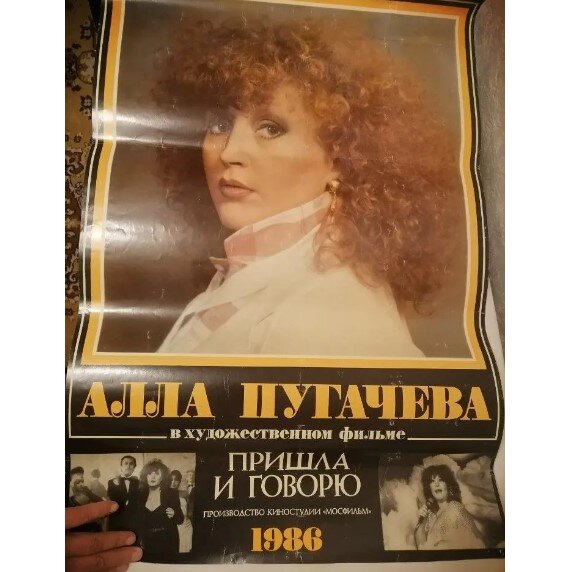 АЛЛА ПУГАЧЕВА
в художественном фильме
ПРИШЛА
И ГОВОРЮ
ПРОИЗВОДСТВО КИНОСТУДИИ «МОСФИЛЬМ»
1986